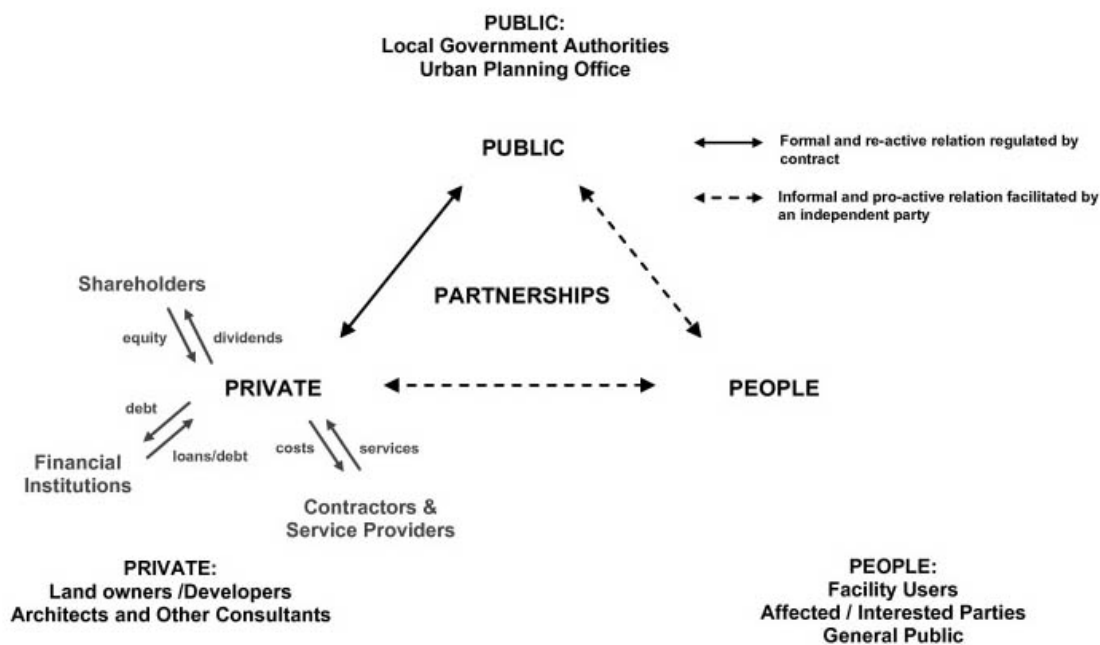 PUBLIC:
Local Government Authorities
Urban Planning Office
PUBLIC
Formal and re-active relation regulated by
contract
Informal and pro-active relation facilitated by
an independent party
Shareholders
equity
dividends
PARTNERSHIPS
PRIVATE
PEOPLE
debt
loans/debt
Financial
Institutions
costs
services
Contractors &
Service Providers
PRIVATE:
Land owners /Developers
Architects and Other Consultants
PEOPLE:
Facility Users
Affected / Interested Parties
General Public